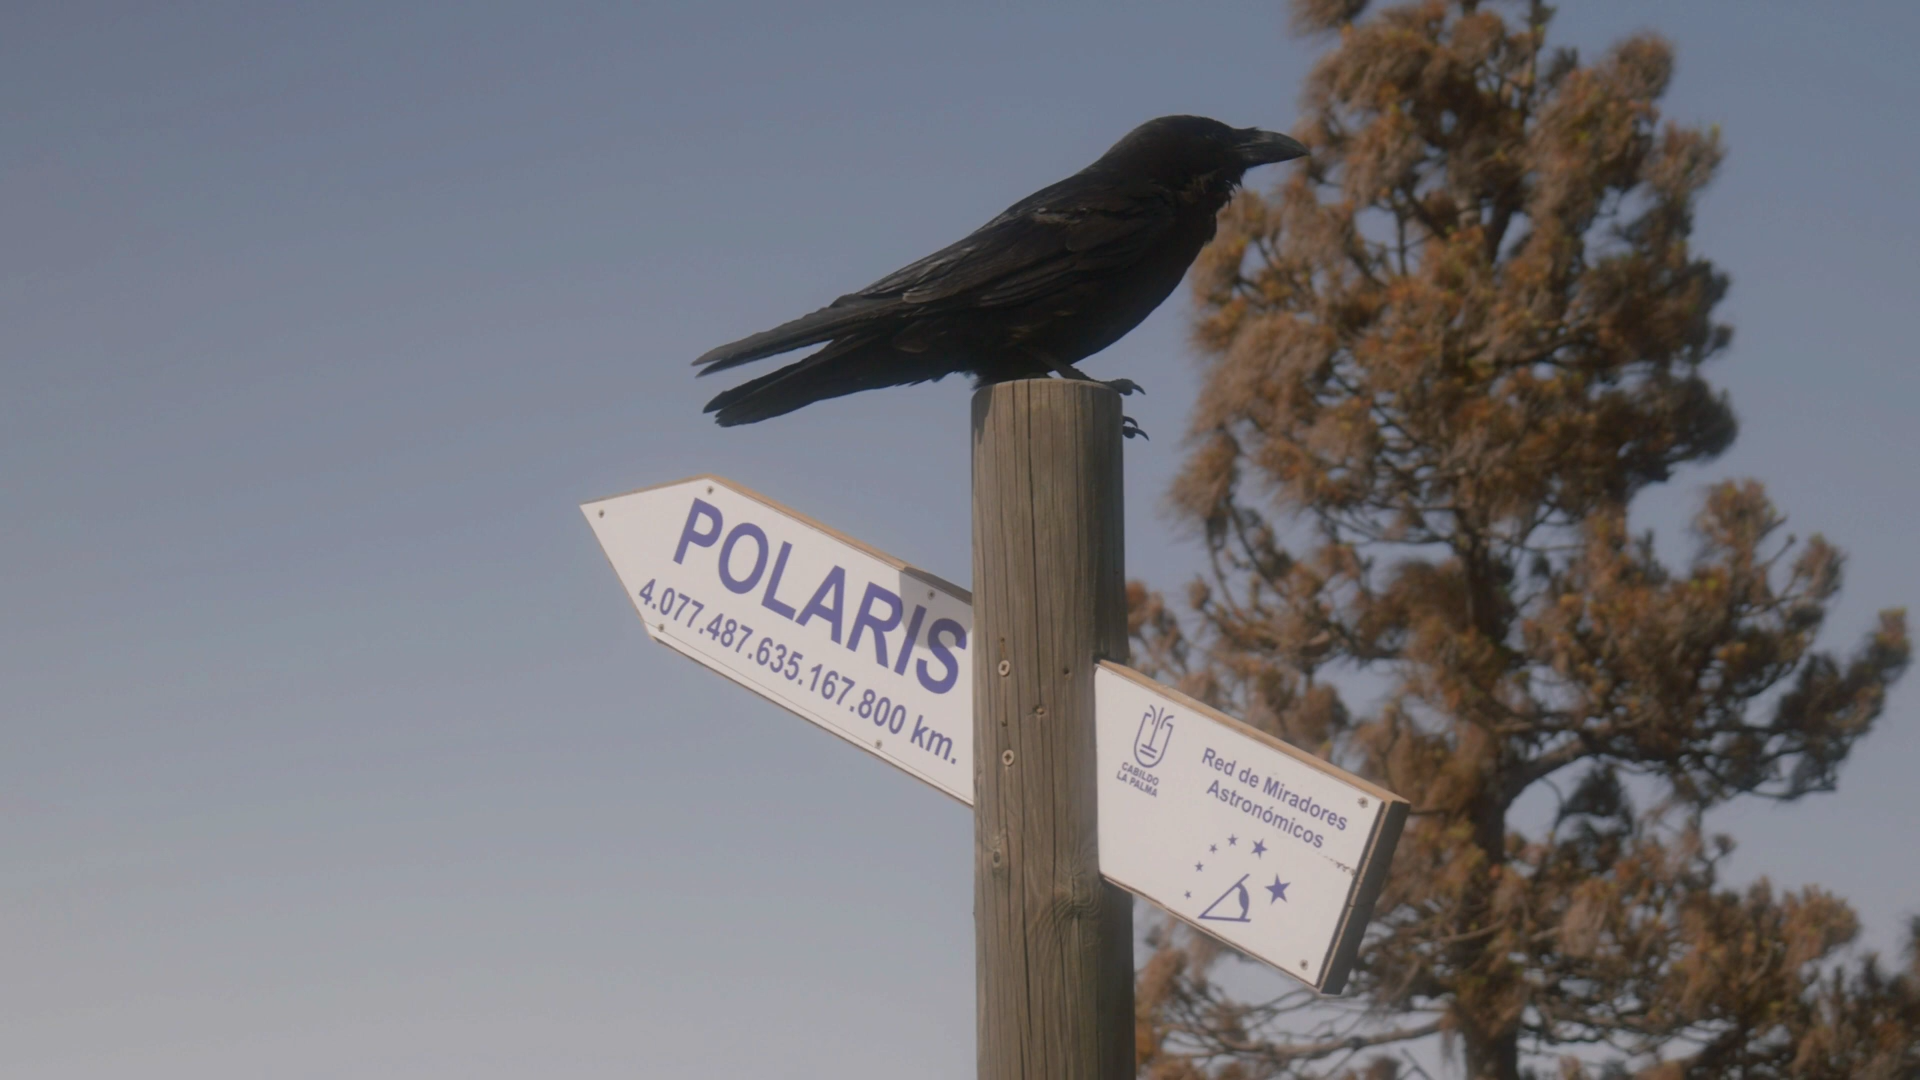 POLARIS
4.077.487.635.167.800 km.
CABILDO
LA PALMA
Red de Miradores
Astronómicos